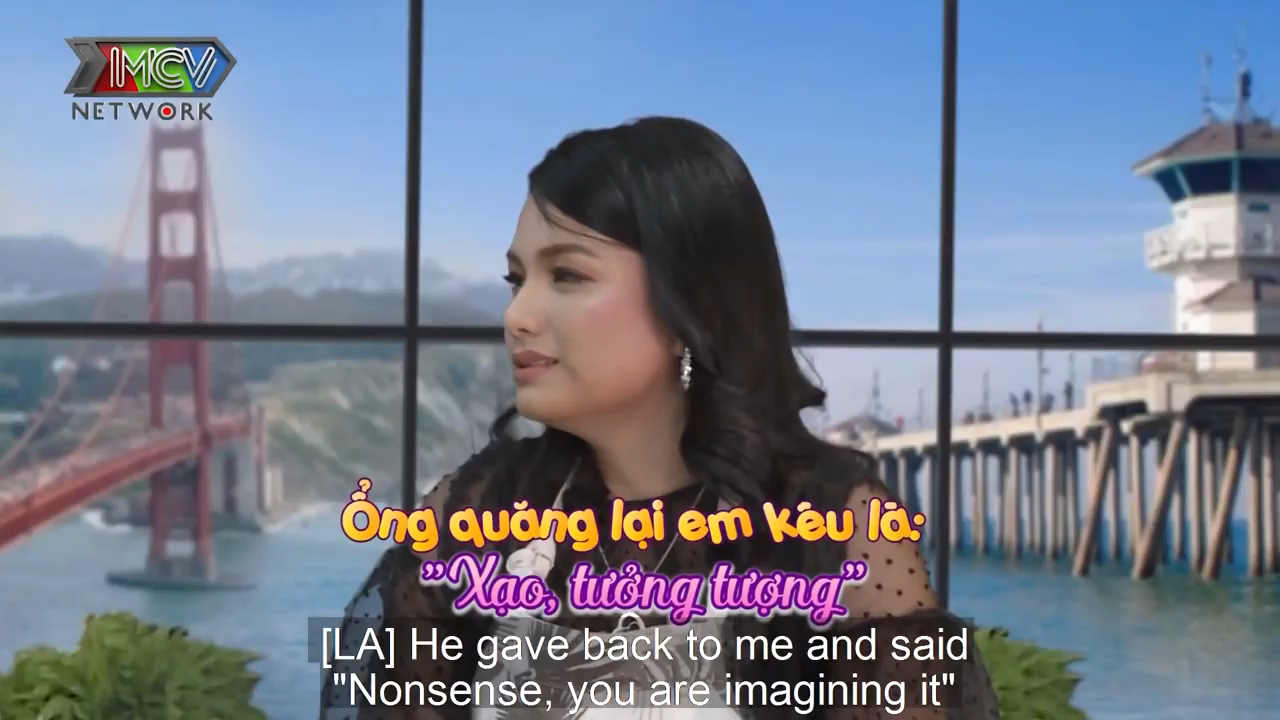 MCV
NETWORK
Ổng quăng lại em kêu là:
"Xạo, tưởng tượng"
[LA] He gave back to me and said
"Nonsense, you are imagining it"